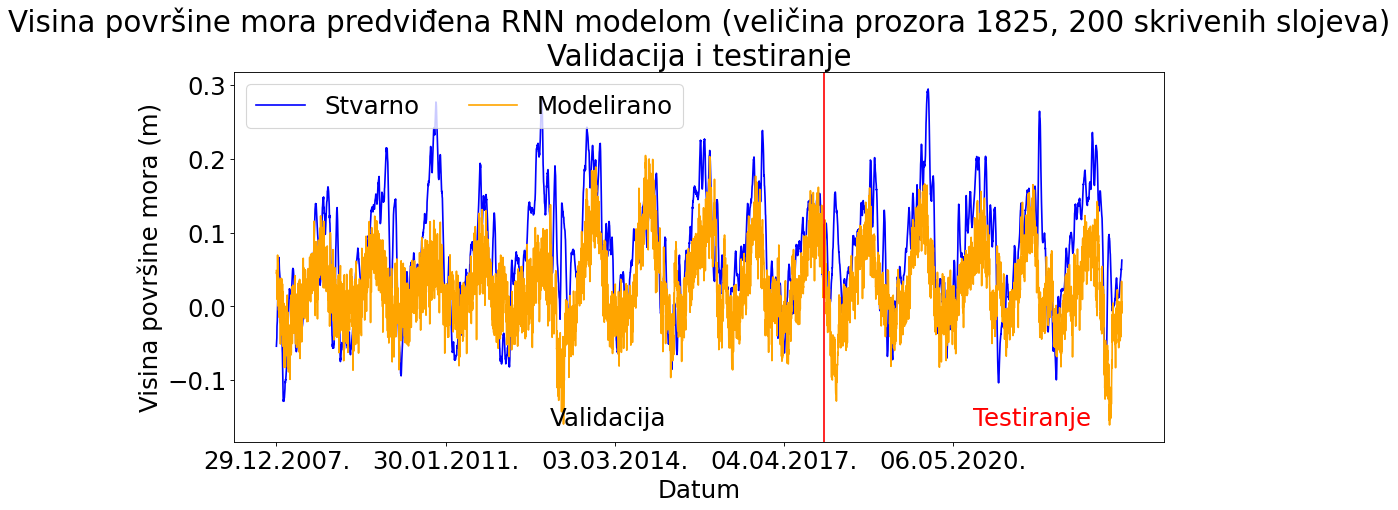 Visina površine mora predviđena RNN modelom (veličina prozora 1825, 200 skrivenih slojeva)
Validacija i testiranje
Stvarno Modelirano
Visina površine mora (m)
0.3
0.2
0.1
0.0
−0.1
Validacija
Testiranje
29.12.2007. 30.01.2011. 03.03.2014. 04.04.2017. 06.05.2020.
Datum